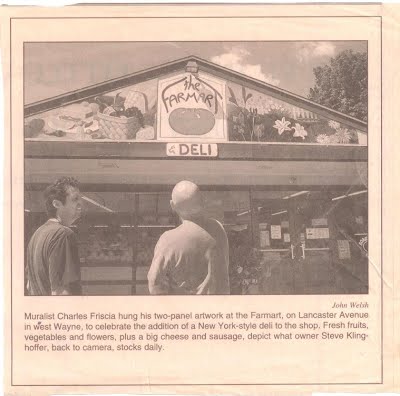 the
FARMART
& DELI
John Welsh
Muralist Charles Friscia hung his two-panel artwork at the Farmart, on Lancaster Avenue
in west Wayne, to celebrate the addition of a New York-style deli to the shop. Fresh fruits,
vegetables and flowers, plus a big cheese and sausage, depict what owner Steve Kling-
hoffer, back to camera, stocks daily.